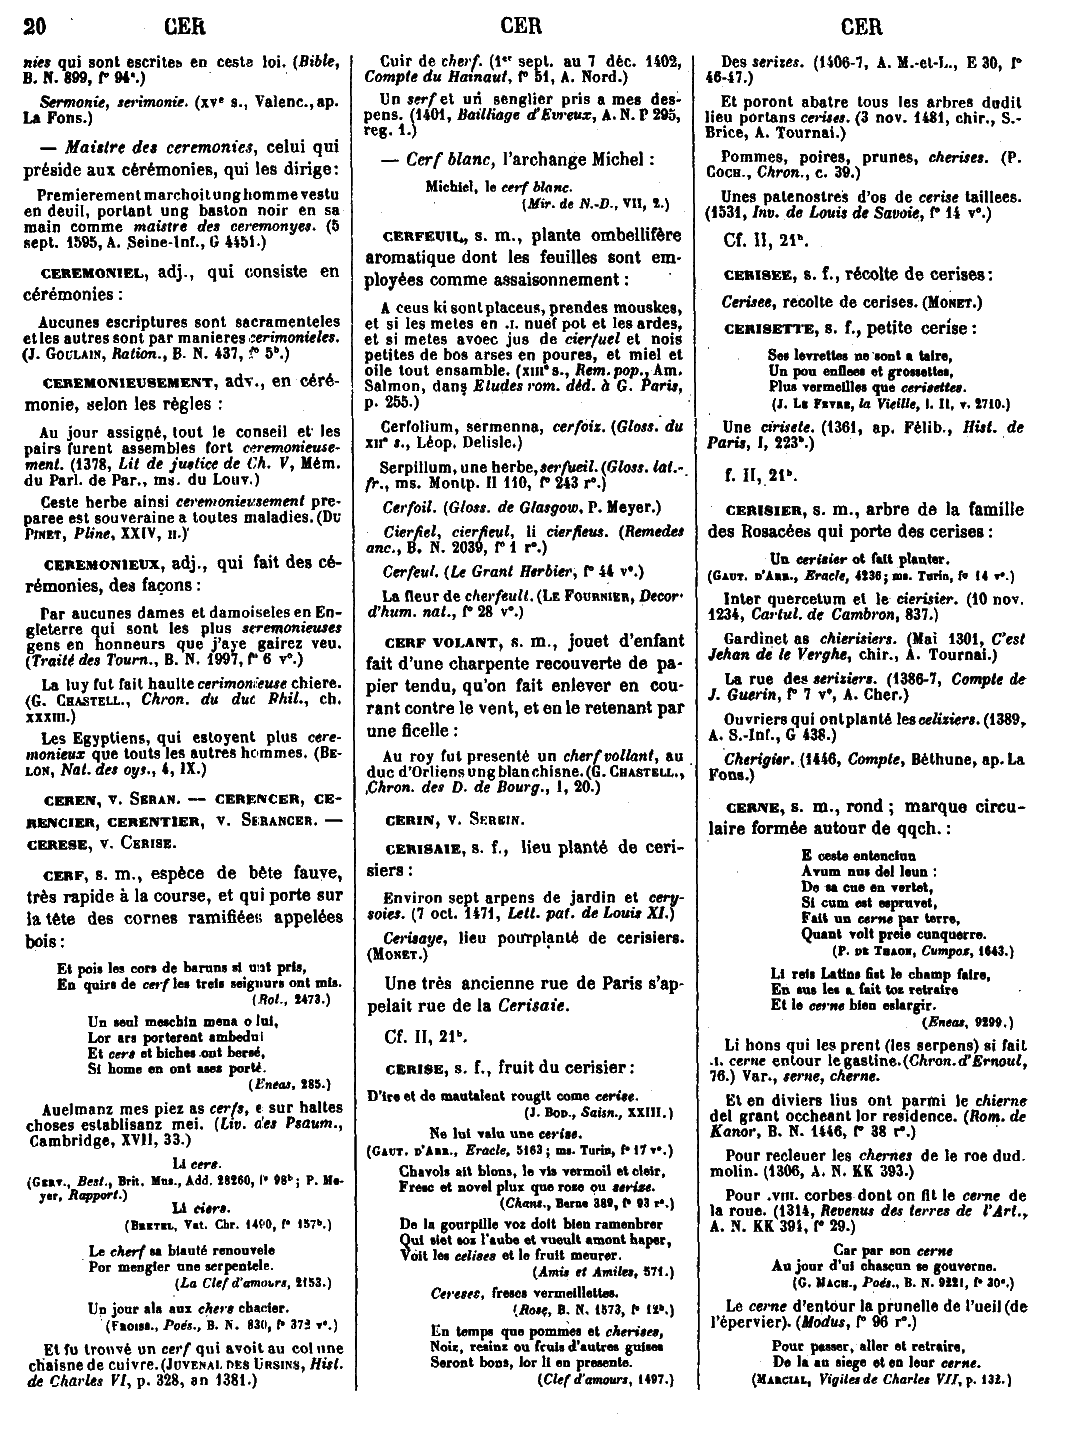 20 CER CER CER
nies qui sont escrites en ceste loi. (Bible,
B. N. 899, f° 94ª.)
Sermonie, serimonie. (XVe s., Valenc., ap.
La Fons.)
— Maistre des ceremonies, celui qui
préside aux cérémonies, qui les dirige:
Premierement marchoit ung homme vestu
en deuil, portant ung baston noir en sa
main comme maistre des ceremonyes. (5
sept. 1595, A. Seine-Inf., G 4451.)
CEREMONIEL, adj., qui consiste en
cérémonies :
Aucunes escriptures sont sacramenteles
et les autres sont par manieres cerimonieles.
(J. GOULAIN, Ration., B. N. 437, f° 5ᵇ.)
CEREMONIEUSEMENT, adv., en céré-
monie, selon les règles :
Au jour assigné, tout le conseil et les
pairs furent assembles fort ceremonieuse-
ment. (1378, Lit de justice de Ch. V, Mém.
du Parl. de Par., ms. du Louv.)
Ceste herbe ainsi ceremonieusement pre-
paree est souveraine a toutes maladies. (DU
PINET, Pline, XXIV, II.)
CEREMONIEUX, adj., qui fait des cé-
rémonies, des façons :
Par aucunes dames et damoiseles en En-
gleterre qui sont les plus seremonieuses
gens en honneurs que j'aye gairez veu.
(Traité des Tourn., B. N. 1997, f° 6 v°.)
La luy fut fait haulte cerimonieuse chiere.
(G. CHASTELL., Chron. du duc Phil., ch.
XXXIII.)
Les Egyptiens, qui estoyent plus cere-
monieux que touts les autres hommes. (BE-
LON, Nat. des oys., 4, IX.)
CEREN, v. SERAN. — CERENCER, CE-
RENCIER, CERENTIER, v. SERANCER. —
CERESE, v. CERISE.
CERF, s. m., espèce de bête fauve,
très rapide à la course, et qui porte sur
la tête des cornes ramifiées appelées
bois :
Et pois les cors de baruns si unt pris,
En quirs de cerf les treis seignurs ont mis.
(Rol., 2473.)
Un seul meschin mena o lui,
Lor ars porterent ambedui
Et cers et biches ont bersé,
Si home en ont ases porté.
(Eneas, 285.)
Auelmanz mes piez as cerfs, e sur haltes
choses establisanz mei. (Liv. des Psaum.,
Cambridge, XVII, 33.)
Li cers.
(GERV., Best., Brit. Mus., Add. 28260, f° 98ᵇ; P. Me-
yer, Rapport.)
Li ciers.
(BRETEL, Vat. Chr. 1490, f° 157ᵇ.)
Le cherf sa biauté renouvele
Por mengier une serpentele.
(La Clef d'amours, 2153.)
Un jour ala aux chers chacier.
(FROISS., Poés., B. N. 830, f° 372 v°.)
Et fu trouvé un cerf qui avoit au col une
chaisne de cuivre. (JUVENAL DES URSINS, Hist.
de Charles VI, p. 328, an 1381.)
Cuir de cherf. (1er sept. au 7 déc. 1402,
Compte du Hainaut, f° 51, A. Nord.)
Un serf et un senglier pris a mes des-
pens. (1401, Bailliage d'Evreux, A. N. P 295,
reg. 1.)
— Cerf blanc, l'archange Michel :
Michiel, le cerf blanc.
(Mir. de N.-D., VII, 2.)
CERFEUIL, s. m., plante ombellifère
aromatique dont les feuilles sont em-
ployées comme assaisonnement :
A ceus ki sont placeus, prendes mouskes,
et si les metes en .I. nuef pot et les ardes,
et si metes avoec jus de cierfuel et nois
petites de bos arses en poures, et miel et
oile tout ensamble. (XIIIe s., Rem. pop., Am.
Salmon, dans Etudes rom. déd. à G. Paris,
p. 255.)
Cerfolium, sermenna, cerfoiz. (Gloss. du
XIIe s., Léop. Delisle.)
Serpillum, une herbe, serfueil. (Gloss. lat.-
fr., ms. Montp. H 110, f° 243 r°.)
Cerfoil. (Gloss. de Glasgow, P. Meyer.)
Cierfiel, cierfieul, li cierfieus. (Remedes
anc., B. N. 2039, f° 1 r°.)
Cerfeul. (Le Grant Herbier, f° 44 v°.)
La fleur de cherfeult. (LE FOURNIER, Decor
d'hum. nat., f° 28 v°.)
CERF VOLANT, s. m., jouet d'enfant
fait d'une charpente recouverte de pa-
pier tendu, qu'on fait enlever en cou-
rant contre le vent, et en le retenant par
une ficelle :
Au roy fut presenté un cherf vollant, au
duc d'Orliens ung blanc hisne. (G. CHASTELL.,
Chron. des D. de Bourg., I, 20.)
CERIN, v. SEREIN.
CERISAIE, s. f., lieu planté de ceri-
siers :
Environ sept arpens de jardin et cery-
soies. (7 oct. 1471, Lett. pat. de Louis XI.)
Cerisaye, lieu pourplanté de cerisiers.
(MONET.)
Une très ancienne rue de Paris s'ap-
pelait rue de la Cerisaie.
Cf. II, 21ᵇ.
CERISE, s. f., fruit du cerisier :
D'ire et de mautalent rougit come cerise.
(J. BOD., Saisn., XXIII.)
Ne lui valu une cerise.
(GAUT. D'ARR., Eracle, 5163; ms. Turin, f° 17 v°.)
Chavols ait blons, le vis vermoil et cleir,
Fresc et novel plux que rose ou serize.
(Chans., Berne 389, f° 93 r°.)
De la gourpille voz doit bien ramenbrer
Qui siet soz l'aube et vueult amont haper,
Voit les celises et le fruit meurer.
(Amis et Amiles, 571.)
Cereses, fresces vermeillettes.
(Rose, B. N. 1573, f° 12ᵇ.)
En temps que pommes et cherises,
Noiz, resinz ou fruis d'autres guises
Seront bons, lor li en presente.
(Clef d'amours, 1497.)
Des serizes. (1406-7, A. M.-et-L., E 30, f°
46-47.)
Et poront abatre tous les arbres dudit
lieu portans cerises. (3 nov. 1481, chir., S.-
Brice, A. Tournai.)
Pommes, poires, prunes, cherises. (P.
COCH., Chron., c. 39.)
Unes patenostres d'os de cerise taillees.
(1531, Inv. de Louis de Savoie, f° 14 v°.)
Cf. II, 21ᵇ.
CERISEE, s. f., récolte de cerises :
Cerisee, recolte de cerises. (MONET.)
CERISETTE, s. f., petite cerise :
Ses levrettes ne sont a taire,
Un pou enflees et grossettes,
Plus vermeilles que cerisettes.
(J. LE FEVRE, la Vieille, l. II, v. 2710.)
Une cirisete. (1361, ap. Félib., Hist. de
Paris, I, 223ᵇ.)
f. II, 21ᵇ.
CERISIER, s. m., arbre de la famille
des Rosacées qui porte des cerises :
Un cerisier ot fait planter.
(GAUT. D'ARR., Eracle, 4236; ms. Turin, f° 14 v°.)
Inter quercetum et le cierisier. (10 nov.
1234, Cartul. de Cambron, 837.)
Gardinet as chierisiers. (Mai 1301, C'est
Jehan de le Verghe, chir., A. Tournai.)
La rue des seriziers. (1386-7, Compte de
J. Guerin, f° 7 v°, A. Cher.)
Ouvriers qui ont planté les celiziers. (1389,
A. S.-Inf., G 438.)
Cherigier. (1446, Compte, Béthune, ap. La
Fons.)
CERNE, s. m., rond ; marque circu-
laire formée autour de qqch. :
E ceste entenciun
Avum nus del leun :
De sa cue en vertet,
Si cum est espruvet,
Fait un cerne par terre,
Quant volt preie cunquerre.
(P. DE THAON, Cumpoz, 1643.)
Li reis Latins fist le champ faire,
En sus les a fait toz retraire
Et le cerne bien eslargir.
(Eneas, 9299.)
Li hons qui les prent (les serpens) si fait
.I. cerne entour le gastine. (Chron. d'Ernoul,
76.) Var., serne, cherne.
Et en diviers lius ont parmi le chierne
del grant occheant lor residence. (Rom. de
Kanor, B. N. 1446, f° 38 r°.)
Pour recleuer les chernes de le roe dud.
molin. (1306, A. N. KK 393.)
Pour .VIII. corbes dont on fit le cerne de
la roue. (1314, Revenus des terres de l'Art.,
A. N. KK 391, f° 29.)
Car par son cerne
Au jour d'ui chascun se gouverne.
(G. MACH., Poés., B. N. 9221, f° 30ᵉ.)
Le cerne d'entour la prunelle de l'ueil (de
l'épervier). (Modus, f° 96 r°.)
Pour passer, aller et retraire,
De la au siege et en leur cerne.
(MARCIAL, Vigiles de Charles VII, p. 132.)